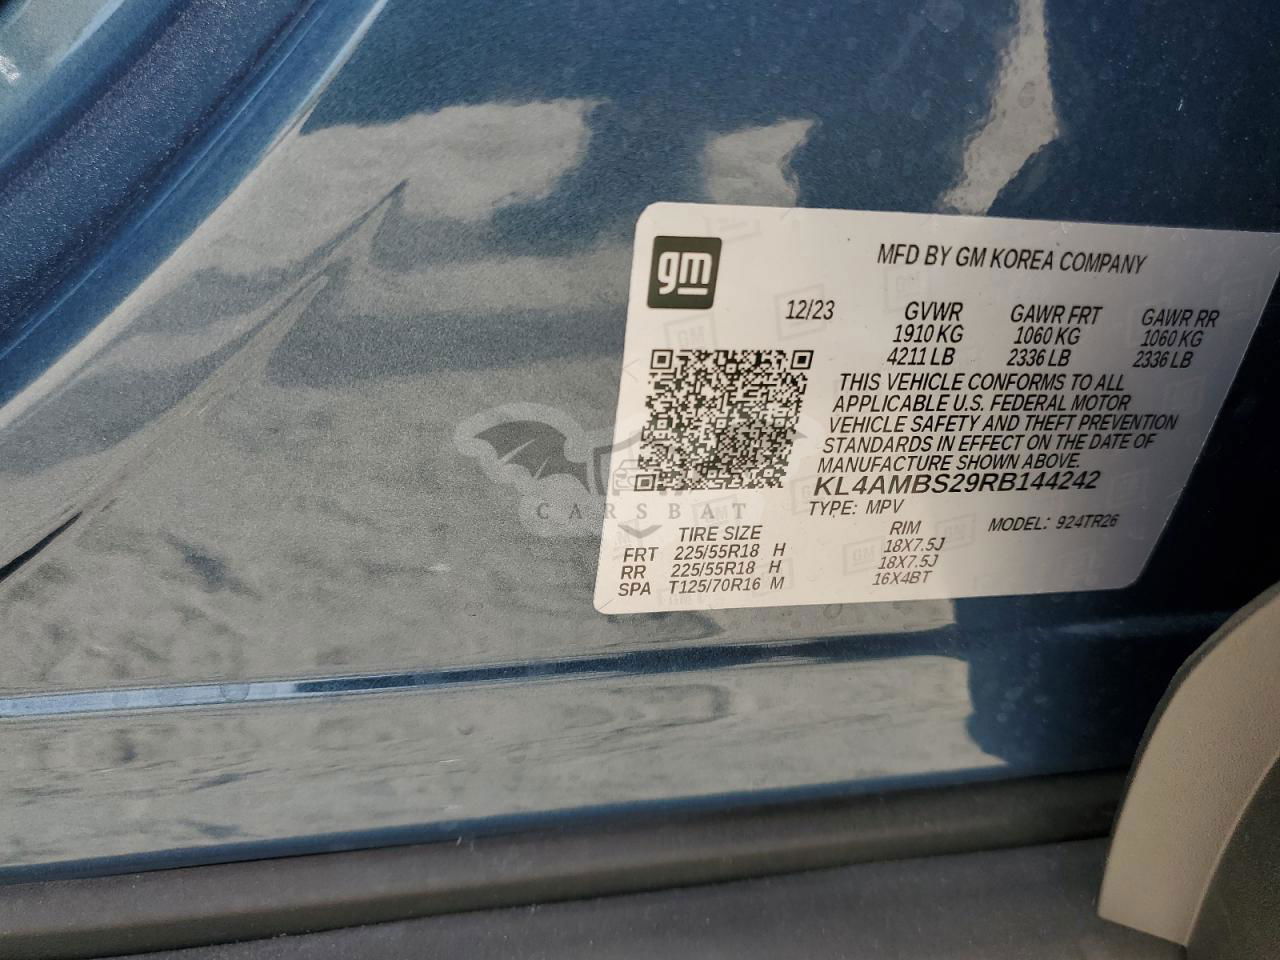 gm
MFD BY GM KOREA COMPANY
12/23 GVWR GAWR FRT GAWR RR
1910 KG 1060 KG 1060 KG
4211 LB 2336 LB 2336 LB
THIS VEHICLE CONFORMS TO ALL
APPLICABLE U.S. FEDERAL MOTOR
VEHICLE SAFETY AND THEFT PREVENTION
STANDARDS IN EFFECT ON THE DATE OF
MANUFACTURE SHOWN ABOVE.
KL4AMBS29RB144242
TYPE: MPV
MODEL: 924TR26
TIRE SIZE RIM
FRT 225/55R18 H 18X7.5J
RR 225/55R18 H 18X7.5J
SPA T125/70R16 M 16X4BT
CARSBAT